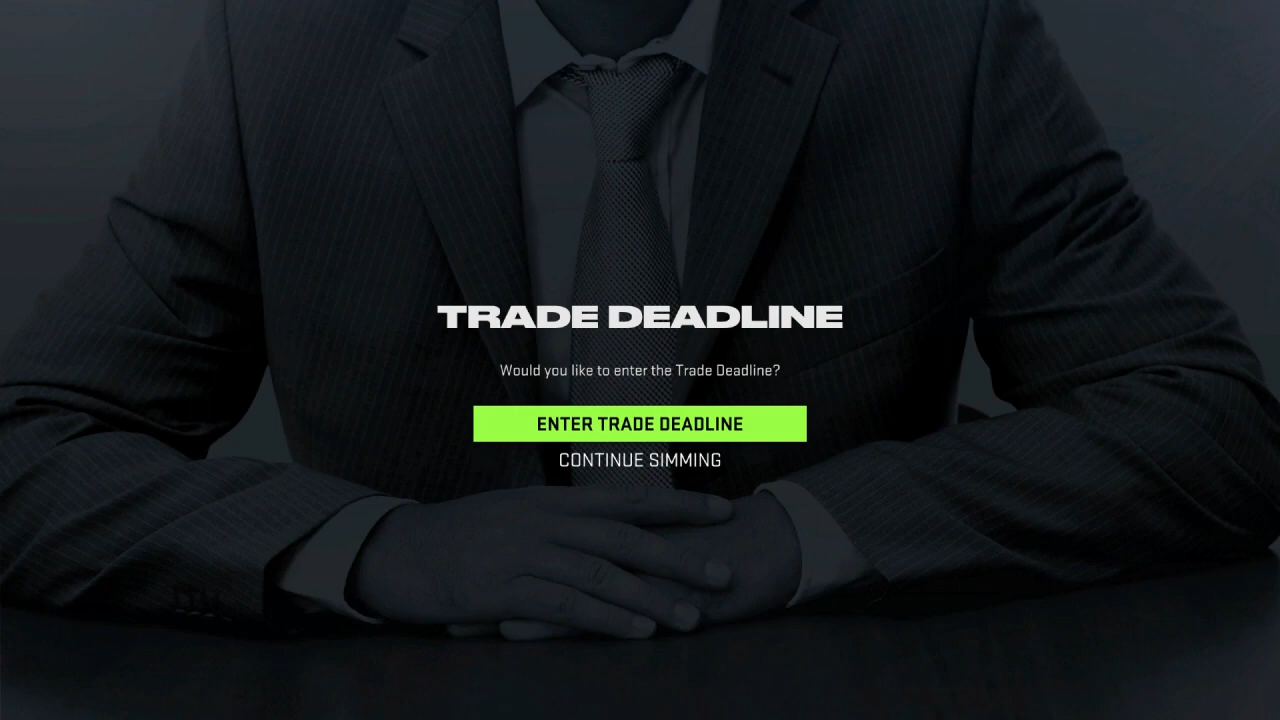 TRADE DEADLINE
Would you like to enter the Trade Deadline?
ENTER TRADE DEADLINE
CONTINUE SIMMING